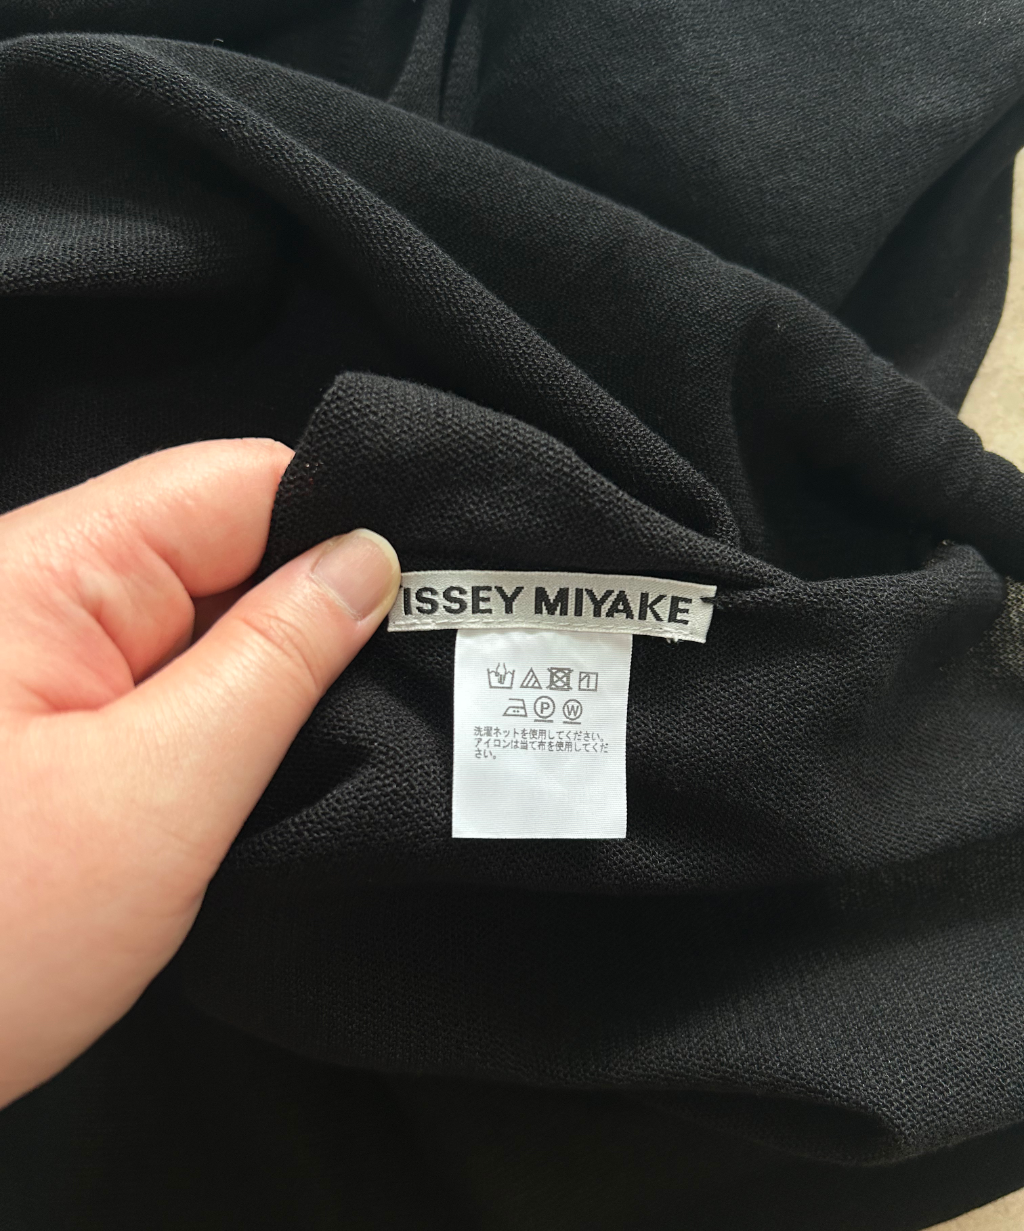 ISSEY MIYAKE
P W
洗濯ネットを使用してください。
アイロンは当て布を使用してくだ
さい。